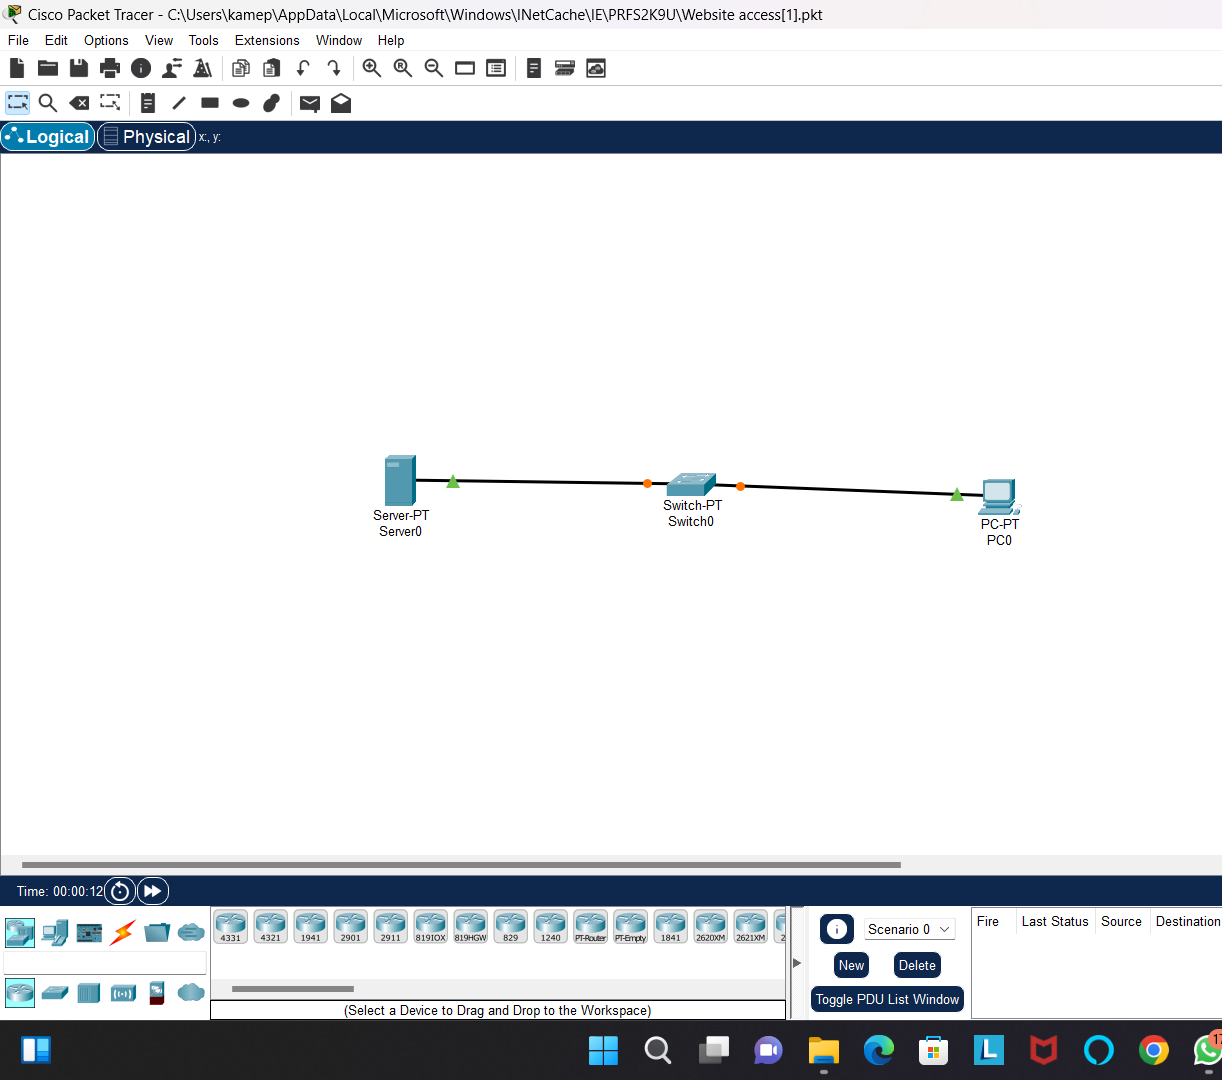 Cisco Packet Tracer - C:\Users\kamep\AppData\Local\Microsoft\Windows\INetCache\IE\PRFS2K9U\Website access[1].pkt
File Edit Options View Tools Extensions Window Help
Logical Physical x:, y:
Server-PT
Server0
Switch-PT
Switch0
PC-PT
PC0
Time: 00:00:12
4331 4321 1941 2901 2911 819IOX 819HGW 829 1240 PT-Router PT-Empty 1841 2620XM 2621XM 2
(Select a Device to Drag and Drop to the Workspace)
Scenario 0
New Delete
Toggle PDU List Window
Fire Last Status Source Destination
L
17